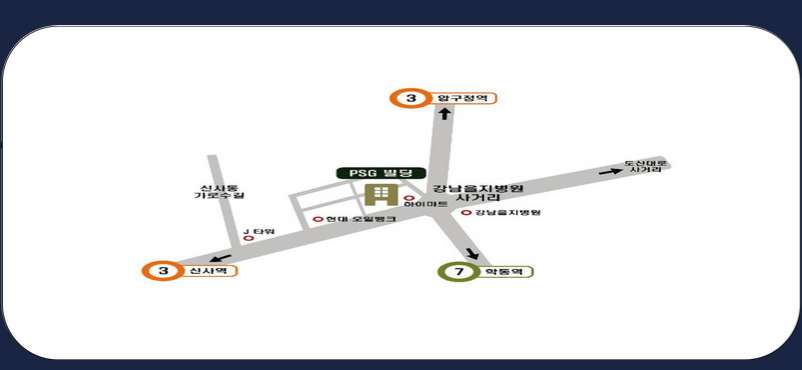 3 압구정역
도산대로
사거리
PSG 빌딩
신사동
가로수길
강남을지병원
사거리
하이마트
강남을지병원
현대 오일뱅크
J 타워
3 신사역
7 학동역